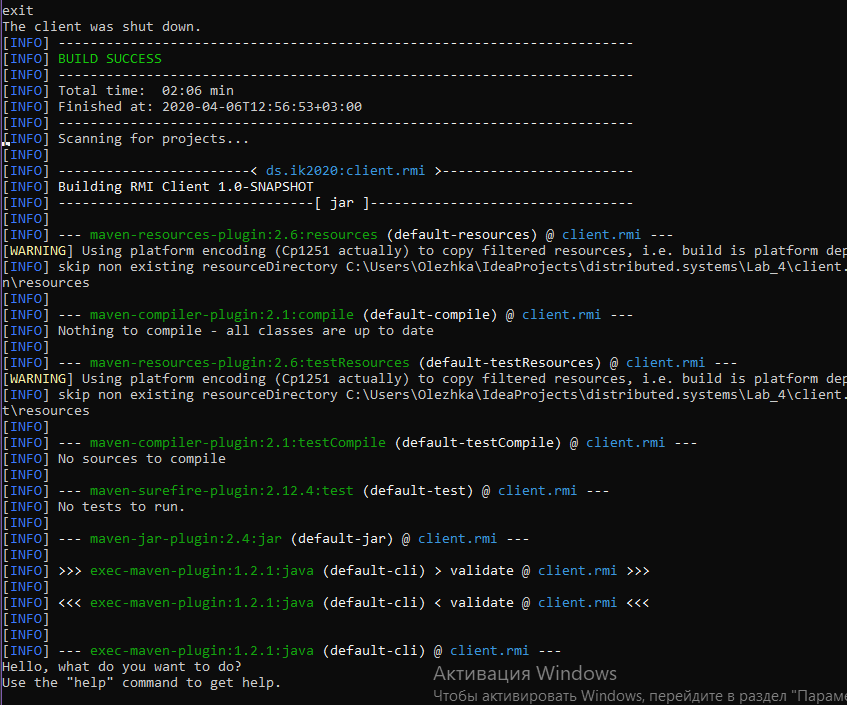 exit
The client was shut down.
[INFO] ------------------------------------------------------------------------
[INFO] BUILD SUCCESS
[INFO] ------------------------------------------------------------------------
[INFO] Total time:  02:06 min
[INFO] Finished at: 2020-04-06T12:56:53+03:00
[INFO] ------------------------------------------------------------------------
[INFO] Scanning for projects...
[INFO]
[INFO] ------------------------< ds.ik2020:client.rmi >------------------------
[INFO] Building RMI Client 1.0-SNAPSHOT
[INFO] --------------------------------[ jar ]---------------------------------
[INFO]
[INFO] --- maven-resources-plugin:2.6:resources (default-resources) @ client.rmi ---
[WARNING] Using platform encoding (Cp1251 actually) to copy filtered resources, i.e. build is platform dep
[INFO] skip non existing resourceDirectory C:\Users\Olezhka\IdeaProjects\distributed.systems\Lab_4\client.
n\resources
[INFO]
[INFO] --- maven-compiler-plugin:2.1:compile (default-compile) @ client.rmi ---
[INFO] Nothing to compile - all classes are up to date
[INFO]
[INFO] --- maven-resources-plugin:2.6:testResources (default-testResources) @ client.rmi ---
[WARNING] Using platform encoding (Cp1251 actually) to copy filtered resources, i.e. build is platform dep
[INFO] skip non existing resourceDirectory C:\Users\Olezhka\IdeaProjects\distributed.systems\Lab_4\client.
t\resources
[INFO]
[INFO] --- maven-compiler-plugin:2.1:testCompile (default-testCompile) @ client.rmi ---
[INFO] No sources to compile
[INFO]
[INFO] --- maven-surefire-plugin:2.12.4:test (default-test) @ client.rmi ---
[INFO] No tests to run.
[INFO]
[INFO] --- maven-jar-plugin:2.4:jar (default-jar) @ client.rmi ---
[INFO]
[INFO] >>> exec-maven-plugin:1.2.1:java (default-cli) > validate @ client.rmi >>>
[INFO]
[INFO] <<< exec-maven-plugin:1.2.1:java (default-cli) < validate @ client.rmi <<<
[INFO]
[INFO]
[INFO] --- exec-maven-plugin:1.2.1:java (default-cli) @ client.rmi ---
Hello, what do you want to do?
Use the "help" command to get help.
Активация Windows
Чтобы активировать Windows, перейдите в раздел "Параме